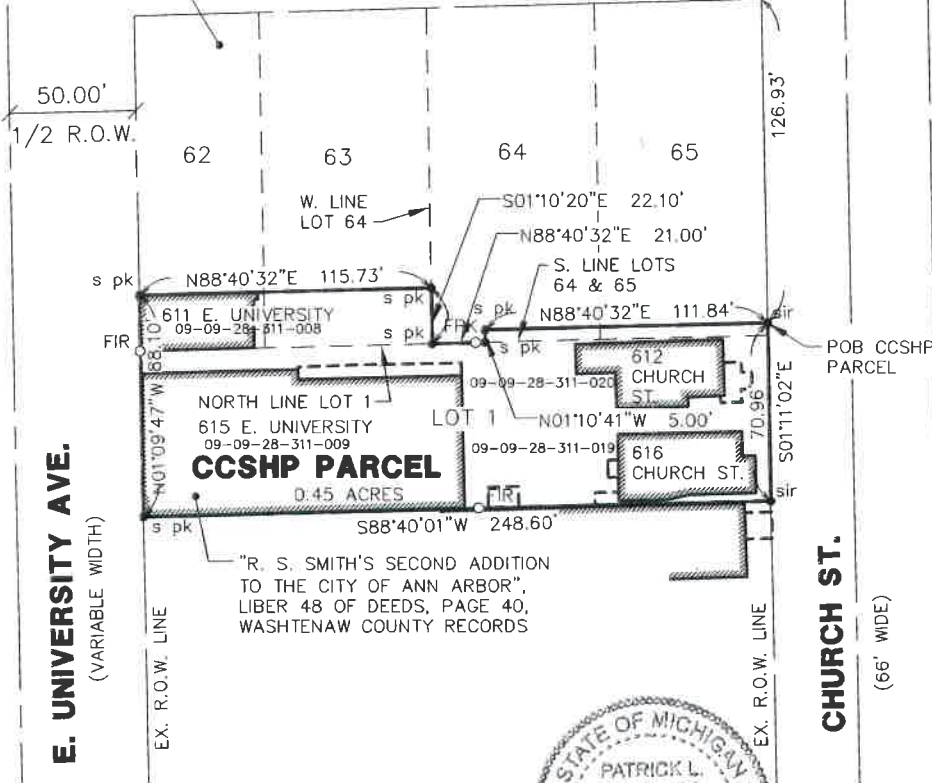 50.00'
1/2 R.O.W.
126.93'
62
63
64
65
W. LINE
LOT 64
S01°10'20"E 22.10'
N88°40'32"E 21.00'
S. LINE LOTS
64 & 65
s pk
N88°40'32"E 115.73'
s pk
N88°40'32"E 111.84'
sir
611 E. UNIVERSITY
09-09-28-311-008
FPK
s pk
s pk
FIR
POB CCSHP
PARCEL
612
CHURCH
ST.
09-09-28-311-020
N01°09'47"W 88.10'
NORTH LINE LOT 1
LOT 1
N01°10'41"W 5.00'
70.96'
S01°11'02"E
615 E. UNIVERSITY
09-09-28-311-009
09-09-28-311-019
616
CHURCH ST.
CCSHP PARCEL
0.45 ACRES
FIR
sir
s pk
S88°40'01"W 248.60'
"R. S. SMITH'S SECOND ADDITION
TO THE CITY OF ANN ARBOR",
LIBER 48 OF DEEDS, PAGE 40,
WASHTENAW COUNTY RECORDS
E. UNIVERSITY AVE.
(VARIABLE WIDTH)
EX. R.O.W. LINE
EX. R.O.W. LINE
CHURCH ST.
(66' WIDE)
STATE OF MICHIGAN
PATRICK L.